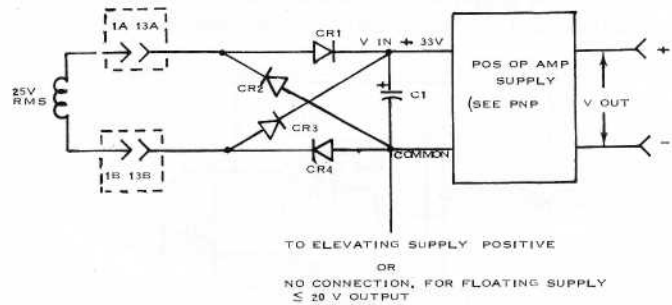 1A 13A
CR1
V IN + 33V
POS OP AMP
SUPPLY
(SEE PNP
+
25V
RMS
CR2
+
C1
V OUT
CR3
CR4
COMMON
-
1B 13B
TO ELEVATING SUPPLY POSITIVE
OR
NO CONNECTION, FOR FLOATING SUPPLY
≤ 20 V OUTPUT